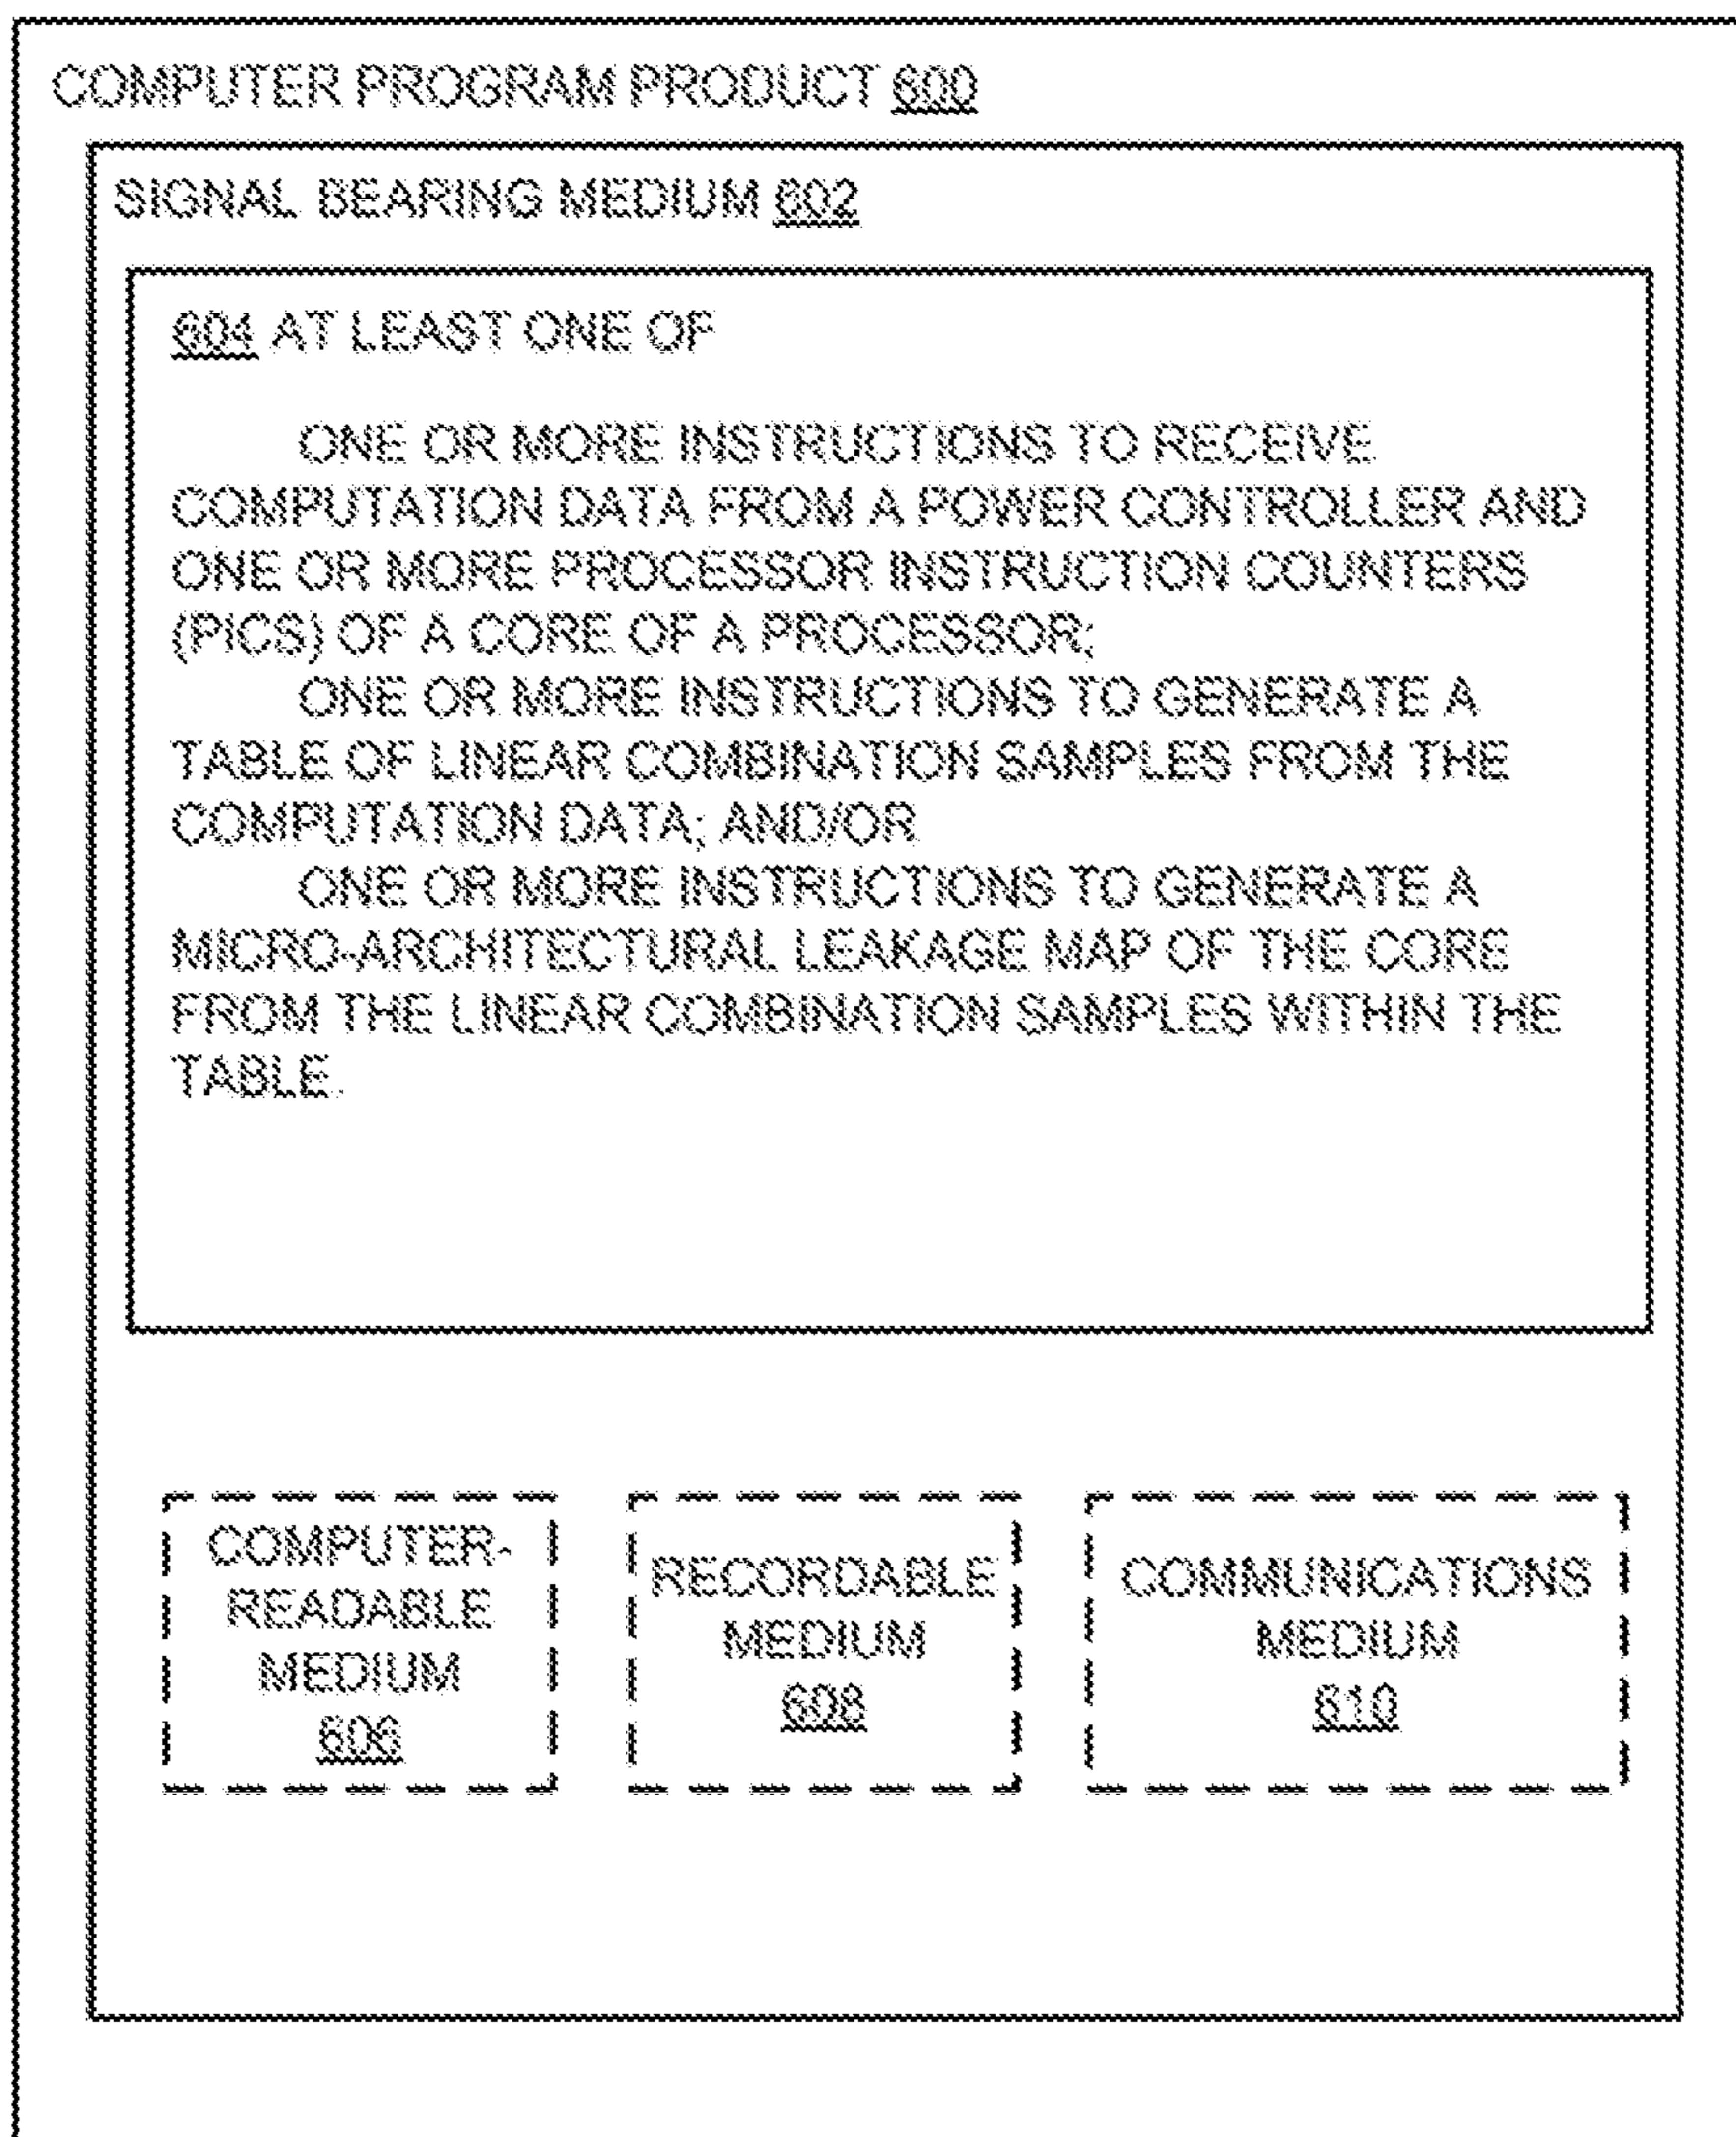 COMPUTER PROGRAM PRODUCT 600
SIGNAL BEARING MEDIUM 602
604 AT LEAST ONE OF
ONE OR MORE INSTRUCTIONS TO RECEIVE
COMPUTATION DATA FROM A POWER CONTROLLER AND
ONE OR MORE PROCESSOR INSTRUCTION COUNTERS
(PICS) OF A CORE OF A PROCESSOR;
ONE OR MORE INSTRUCTIONS TO GENERATE A
TABLE OF LINEAR COMBINATION SAMPLES FROM THE
COMPUTATION DATA; AND/OR
ONE OR MORE INSTRUCTIONS TO GENERATE A
MICRO-ARCHITECTURAL LEAKAGE MAP OF THE CORE
FROM THE LINEAR COMBINATION SAMPLES WITHIN THE
TABLE.
COMPUTER-
READABLE
MEDIUM
606
RECORDABLE
MEDIUM
608
COMMUNICATIONS
MEDIUM
610